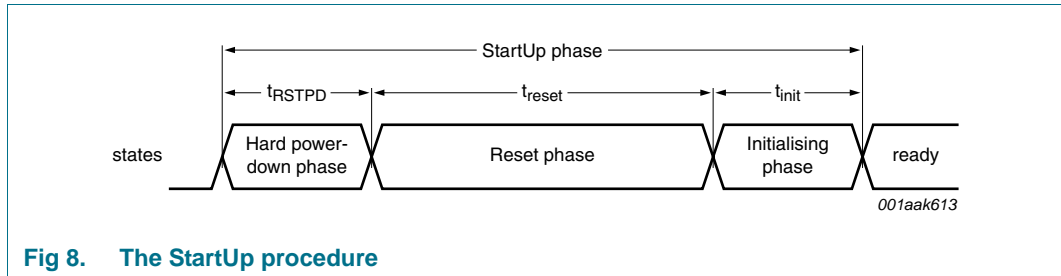 StartUp phase
tRSTPD
treset
tinit
states
Hard power-
down phase
Reset phase
Initialising
phase
ready
001aak613
Fig 8. The StartUp procedure